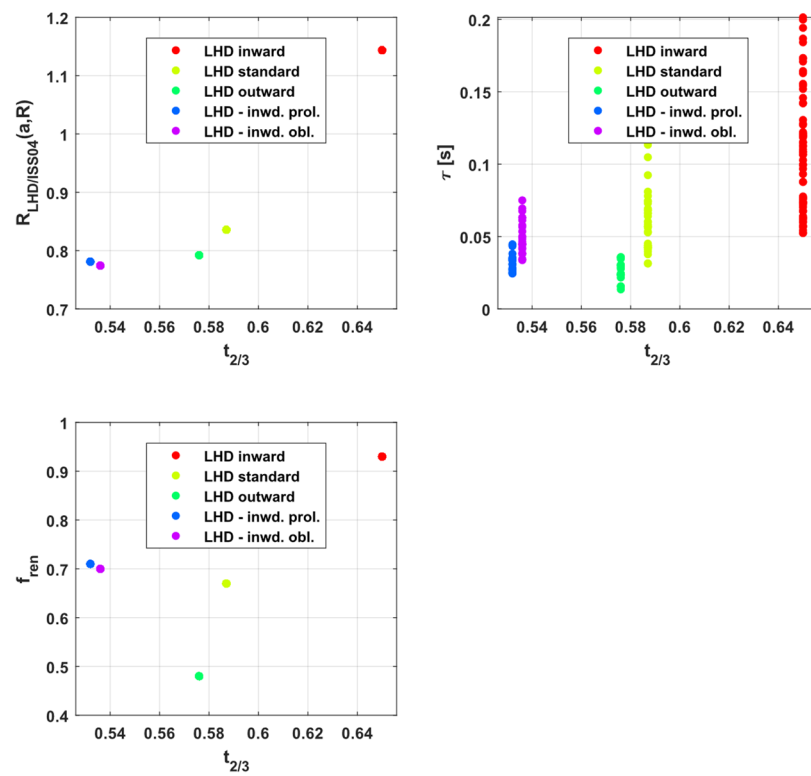 1.2
1.1
1
0.9
0.8
0.7
R_LHD/ISS04(a,R)
LHD inward
LHD standard
LHD outward
LHD - inwd. prol.
LHD - inwd. obl.
0.54 0.56 0.58 0.6 0.62 0.64
t_2/3
0.2
0.15
0.1
0.05
0
τ [s]
LHD inward
LHD standard
LHD outward
LHD - inwd. prol.
LHD - inwd. obl.
0.54 0.56 0.58 0.6 0.62 0.64
t_2/3
1
0.9
0.8
0.7
0.6
0.5
0.4
f_ren
LHD inward
LHD standard
LHD outward
LHD - inwd. prol.
LHD - inwd. obl.
0.54 0.56 0.58 0.6 0.62 0.64
t_2/3